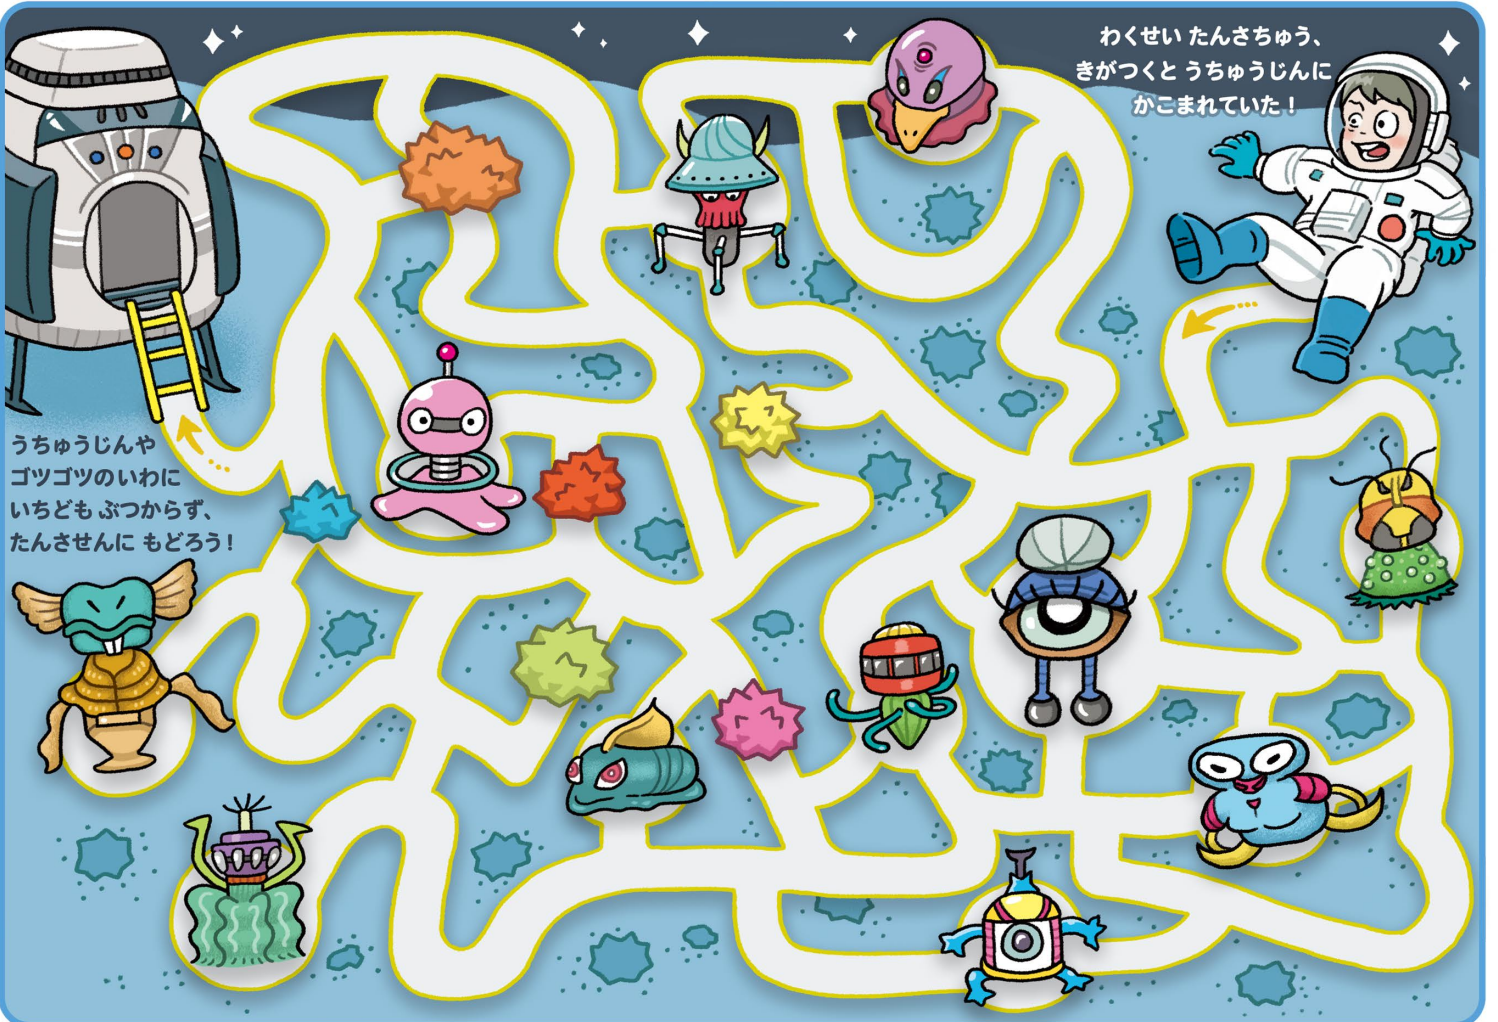 わくせい たんさちゅう、
きがつくと うちゅうじんに
かこまれていた！
うちゅうじんや
ゴツゴツのいわに
いちども ぶつからず、
たんさせんに もどろう！